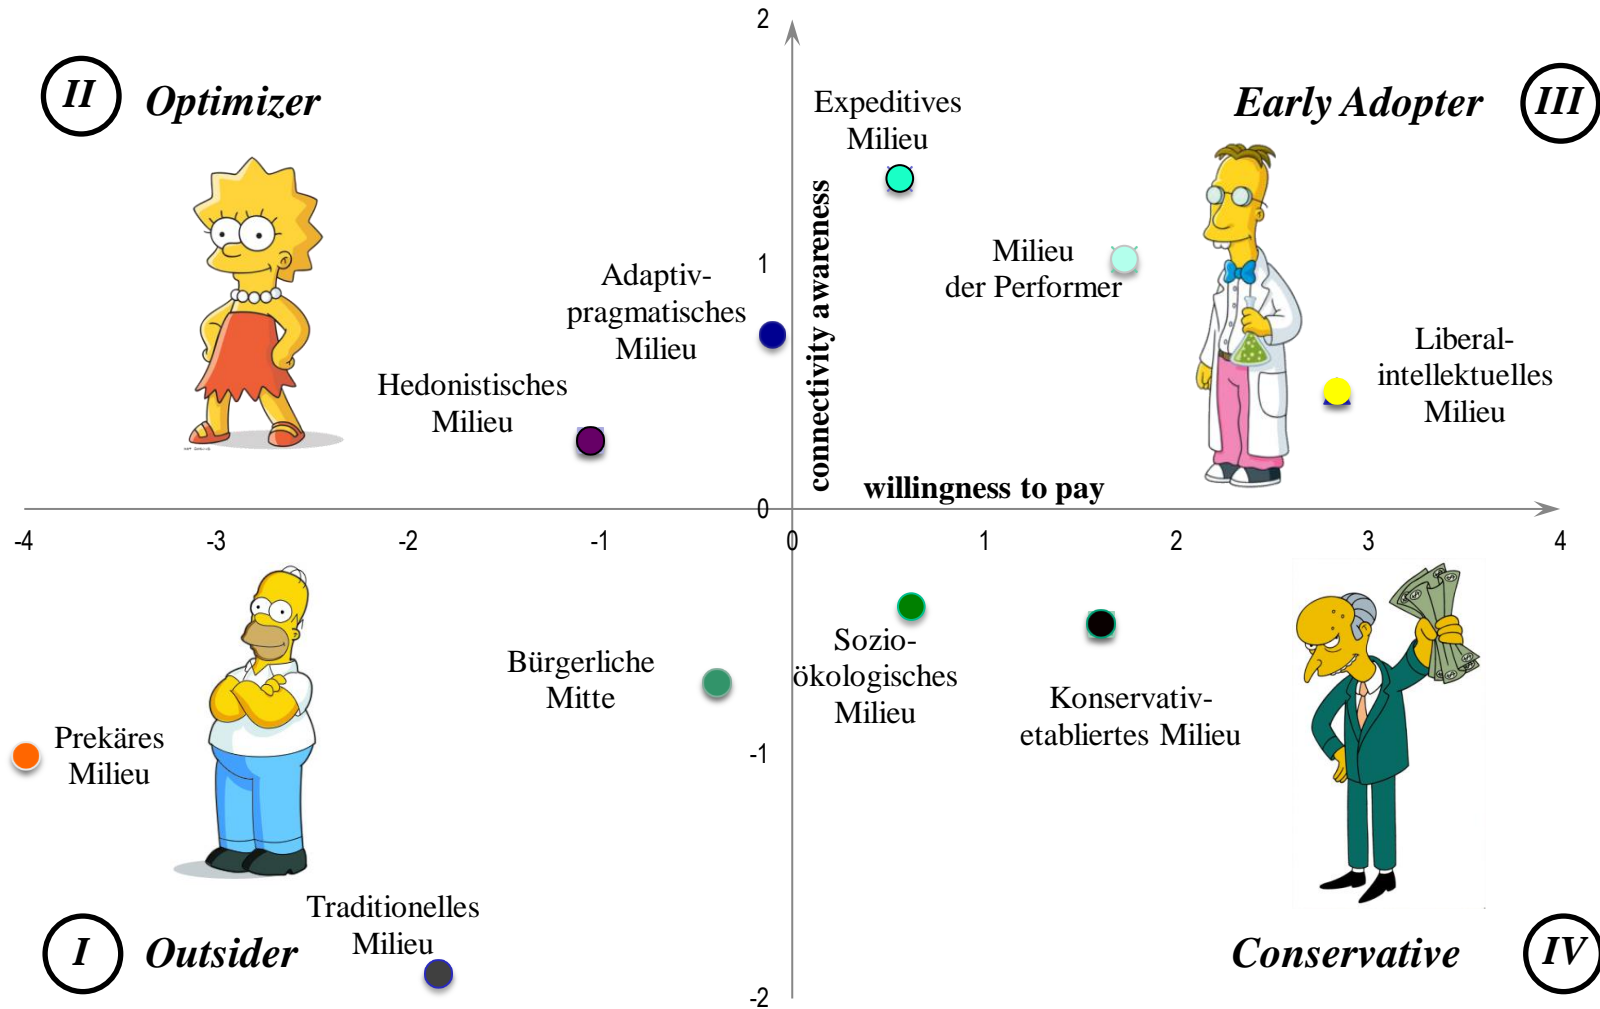 2
II Optimizer
Early Adopter III
Expeditives
Milieu
connectivity awareness
Milieu
der Performer
1
Adaptiv-
pragmatisches
Milieu
Liberal-
intellektuelles
Milieu
Hedonistisches
Milieu
willingness to pay
0
-4 -3 -2 -1 0 1 2 3 4
Sozio-
ökologisches
Milieu
Bürgerliche
Mitte
Konservativ-
etabliertes Milieu
Prekäres
Milieu
-1
Traditionelles
Milieu
I Outsider
Conservative IV
-2